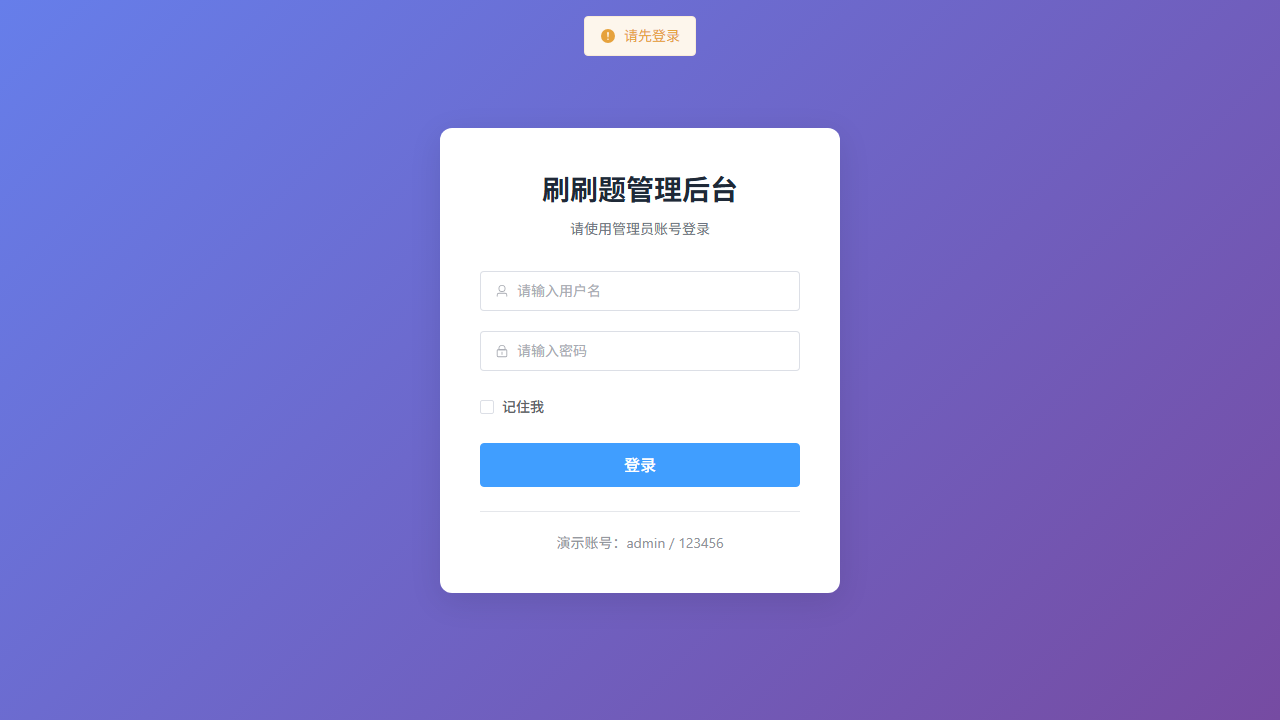 请先登录
刷刷题管理后台
请使用管理员账号登录
请输入用户名
请输入密码
记住我
登录
演示账号：admin / 123456